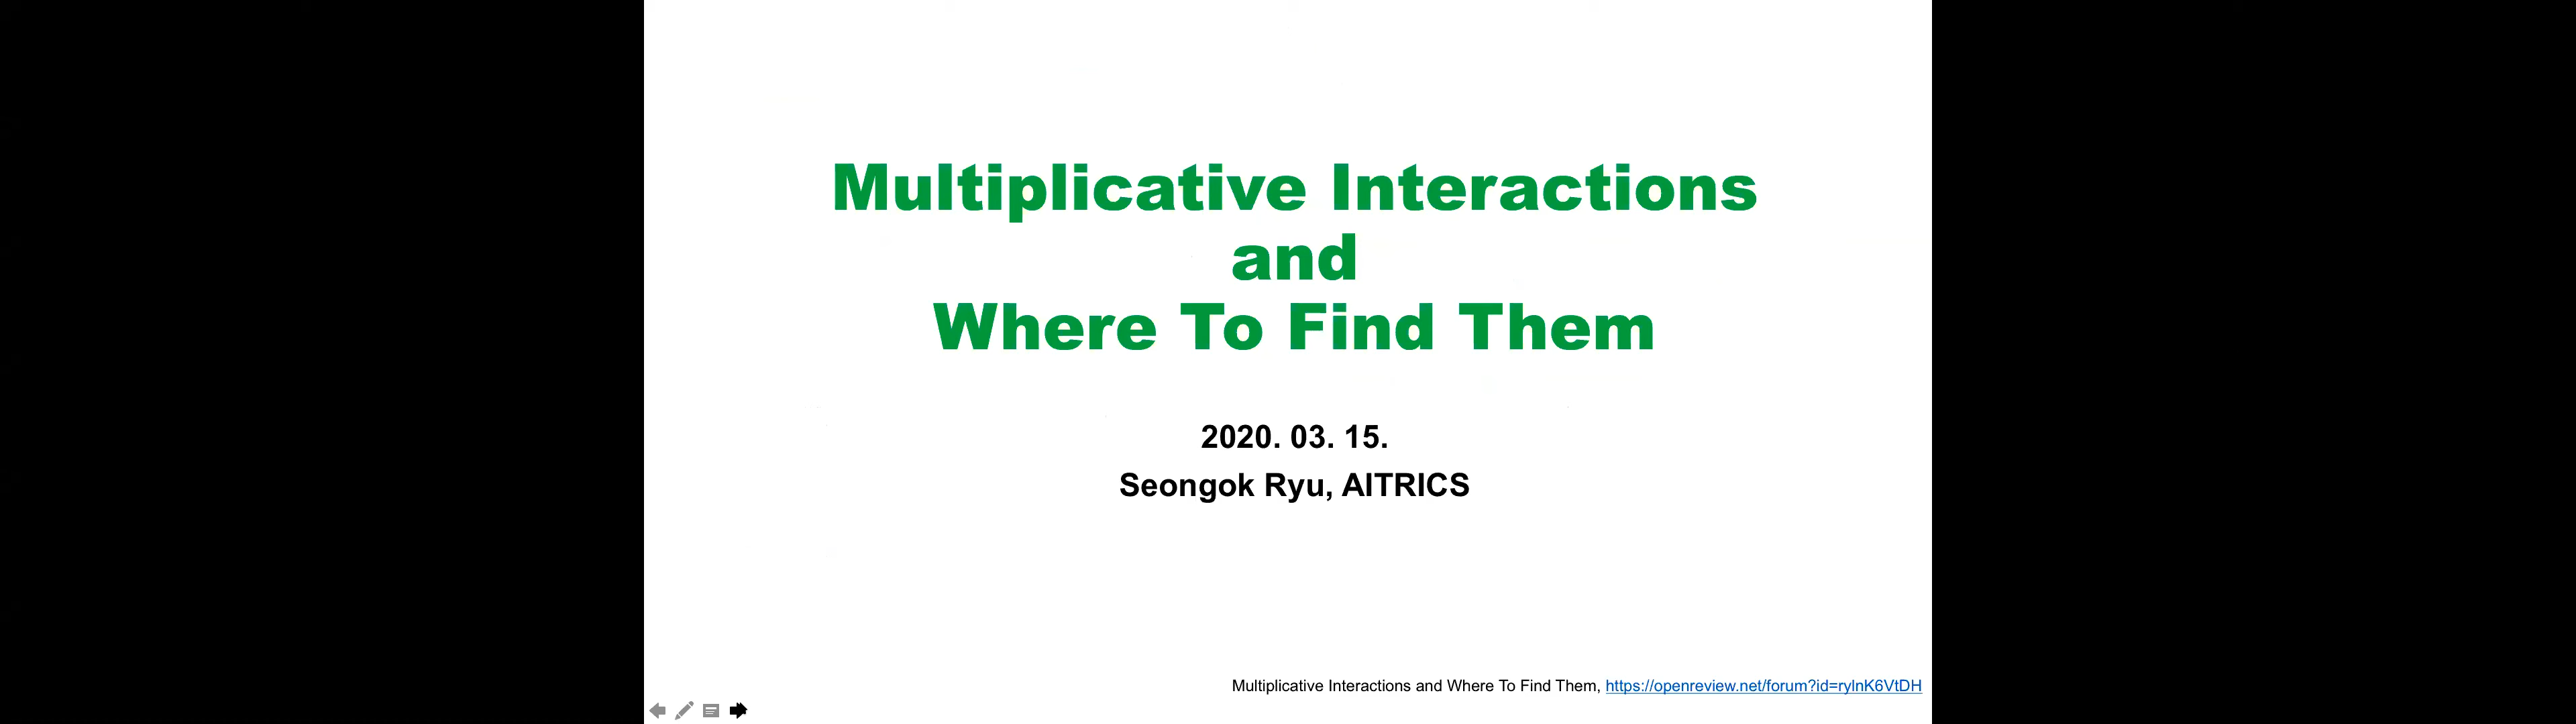 Multiplicative Interactions
and
Where To Find Them
2020. 03. 15.
Seongok Ryu, AITRICS
Multiplicative Interactions and Where To Find Them, https://openreview.net/forum?id=rylnK6VtDH